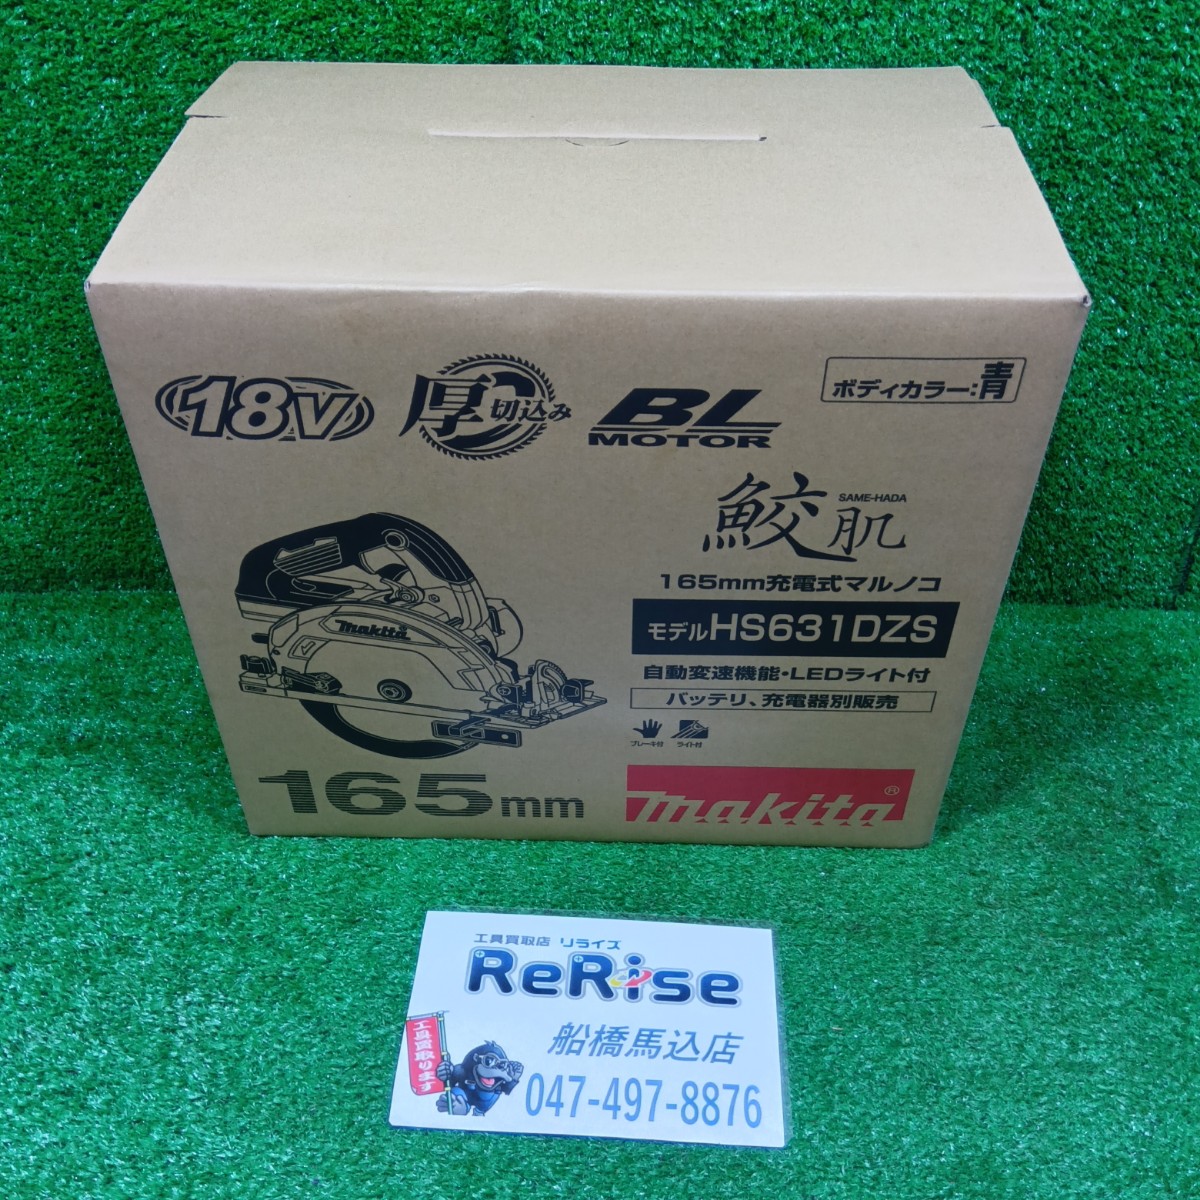 18V
厚切込み
BL
MOTOR
ボディカラー:青
鮫肌
SAME-HADA
165mm充電式マルノコ
モデルHS631DZS
自動変速機能・LEDライト付
バッテリ、充電器別販売
ブレーキ付
ライト付
makita
165mm
makita®
工具買取店 リライズ
ReRise
船橋馬込店
工具買取ります
047-497-8876